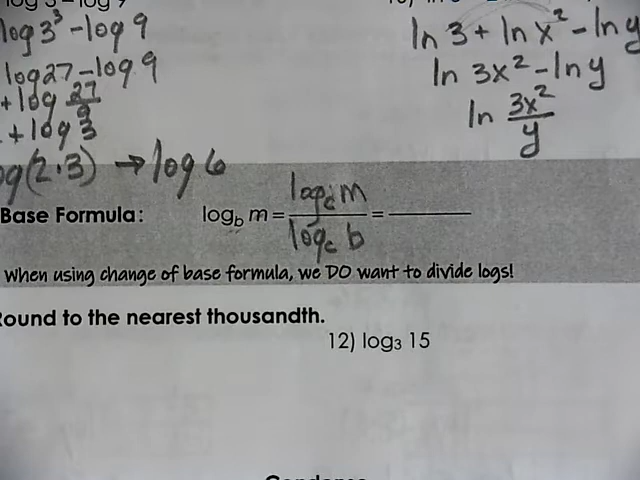 log 3³ − log 9
log 27 − log 9
+ log 27/9
+ log 3
og(2·3) → log 6
ln 3 + ln x² − ln y
ln 3x² − ln y
ln 3x²/y
Base Formula: log_b m = log_c m / log_c b = ______
When using change of base formula, we DO want to divide logs!
Round to the nearest thousandth.
12) log₃ 15